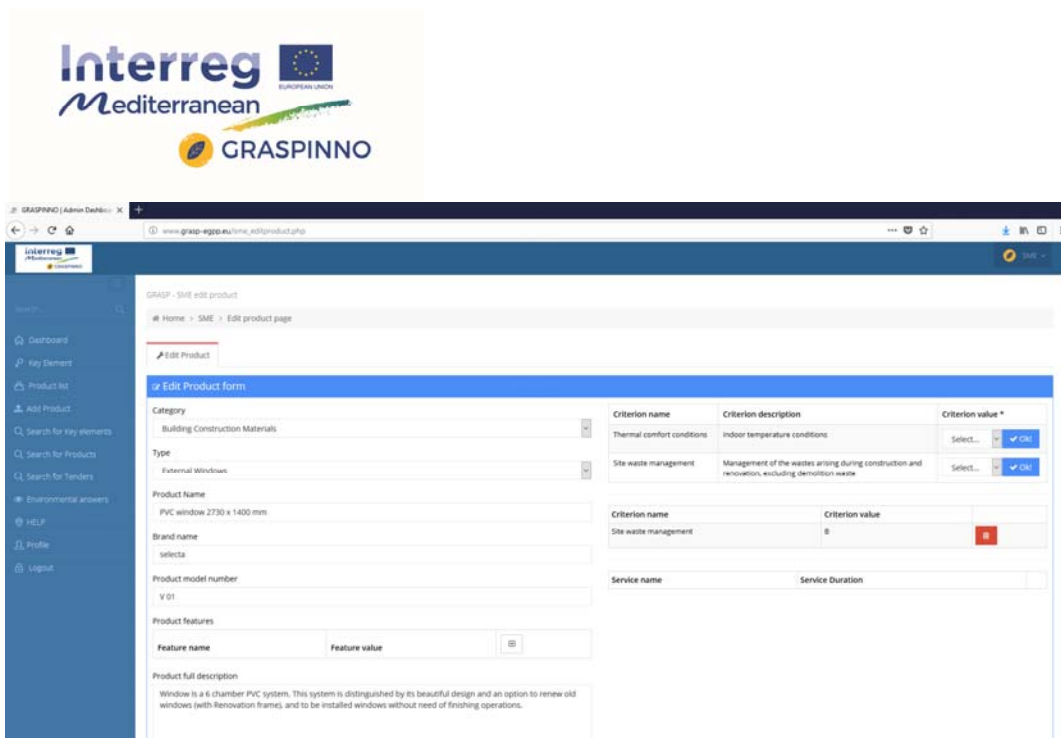 Interreg
EUROPEAN UNION
Mediterranean
GRASPINNO
GRASPINNO | Admin Dashboar
www.grasp-egpp.eu/sme_editproduct.php
Interreg
Mediterranean
GRASPINNO
SME
Search...
Dashboard
Key Element
Product list
Add Product
Search for Key elements
Search for Products
Search for Tenders
Environmental answers
HELP
Profile
Logout
GRASP - SME edit product
Home > SME > Edit product page
Edit Product
Edit Product form
Category
Building Construction Materials
Type
External Windows
Product Name
PVC window 2730 x 1400 mm
Brand name
selecta
Product model number
V 01
Product features
Feature name Feature value
Product full description
Window is a 6 chamber PVC system. This system is distinguished by its beautiful design and an option to renew old
windows (with Renovation frame), and to be installed windows without need of finishing operations.
Criterion name Criterion description Criterion value *
Thermal comfort conditions Indoor temperature conditions Select... Ok!
Site waste management Management of the wastes arising during construction and
renovation, excluding demolition waste Select... Ok!
Criterion name Criterion value
Site waste management B
Service name Service Duration